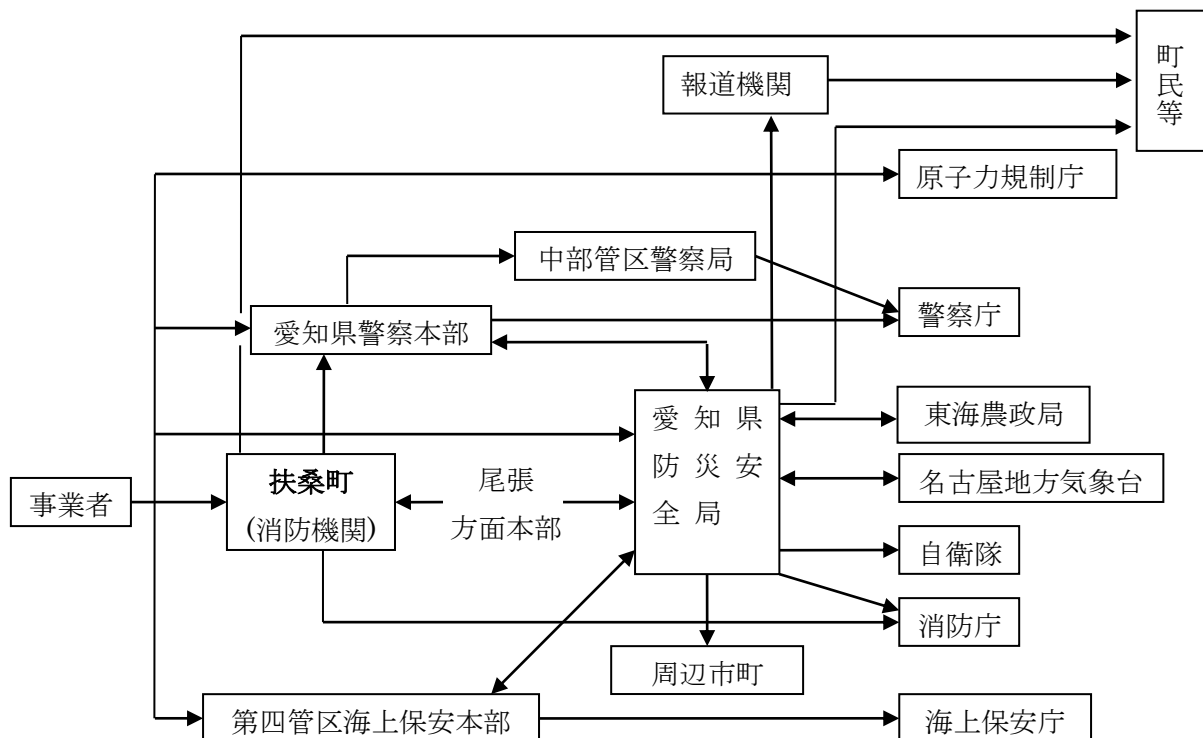 町民等
報道機関
原子力規制庁
中部管区警察局
警察庁
愛知県警察本部
愛知県
防災安
全局
東海農政局
扶桑町
(消防機関)
尾張
方面本部
名古屋地方気象台
事業者
自衛隊
消防庁
周辺市町
第四管区海上保安本部
海上保安庁